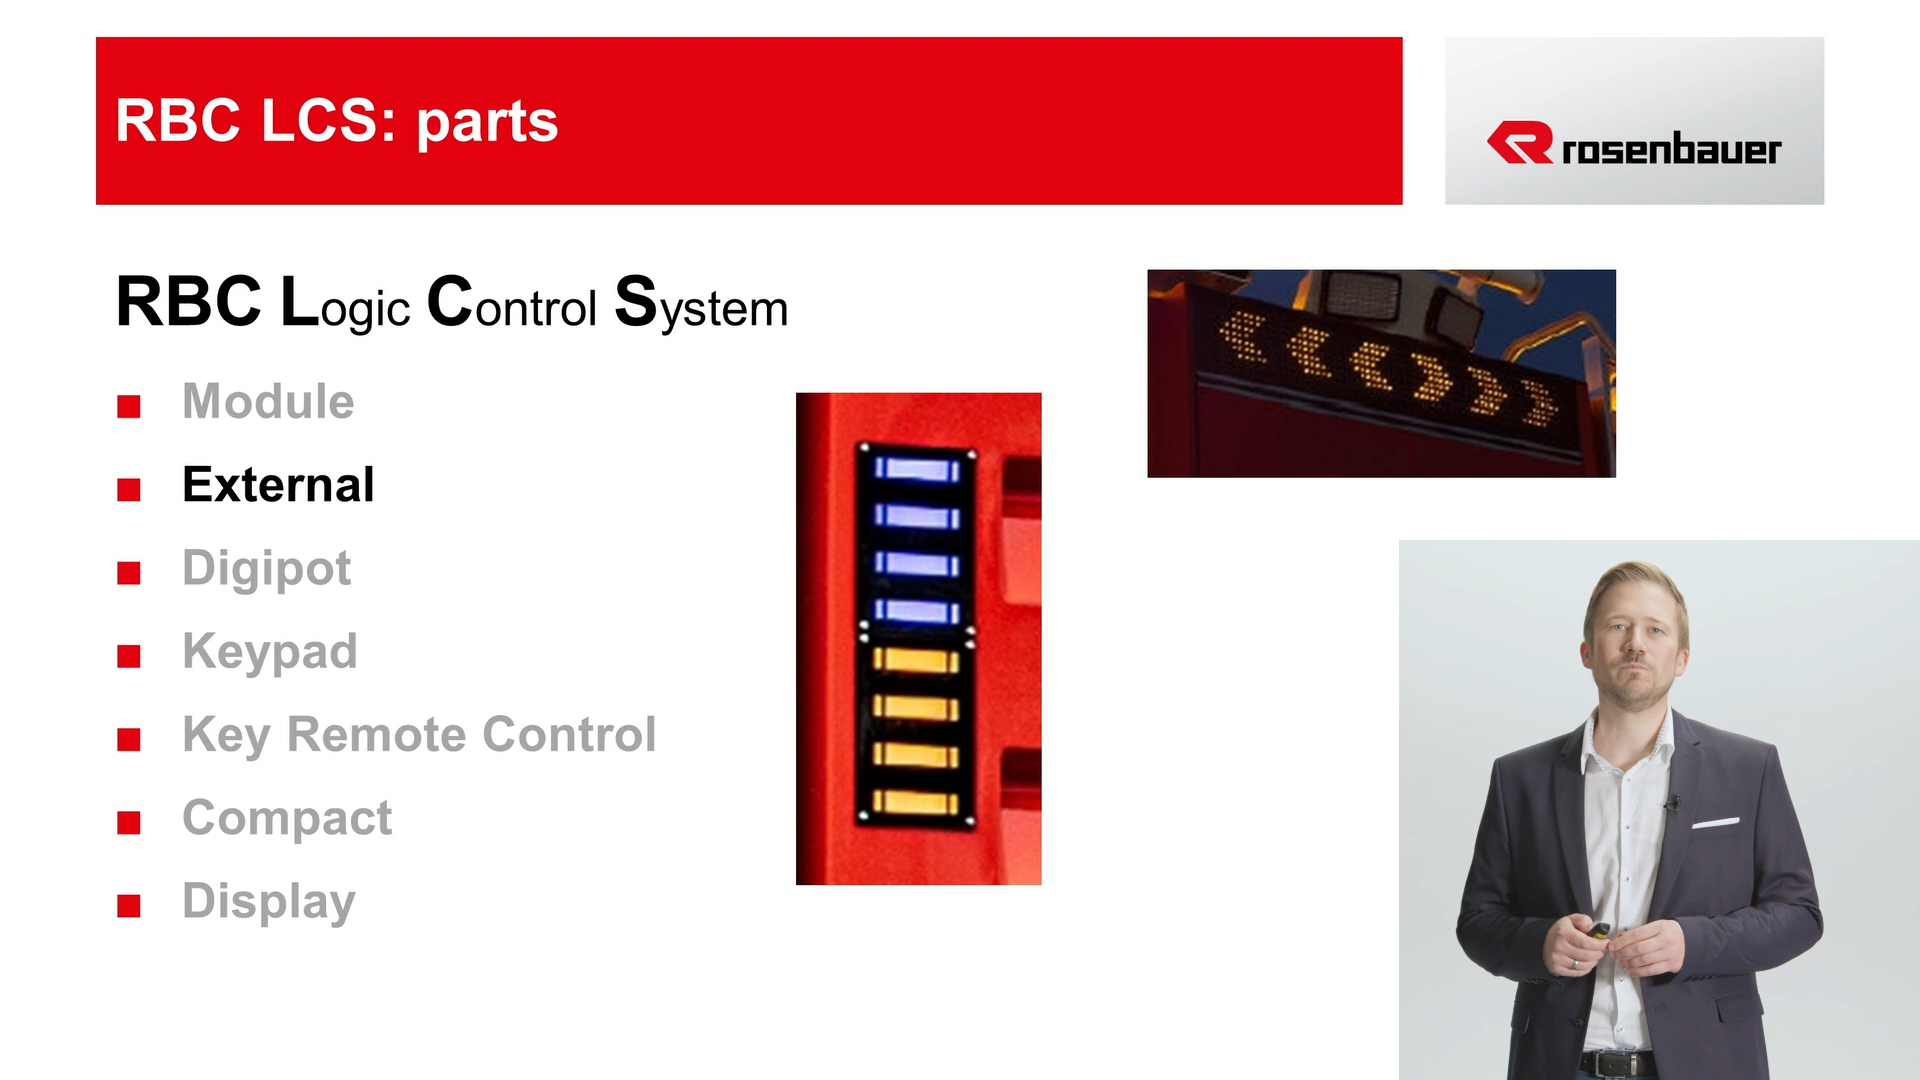 RBC LCS: parts
rosenbauer
RBC Logic Control System
Module
External
Digipot
Keypad
Key Remote Control
Compact
Display